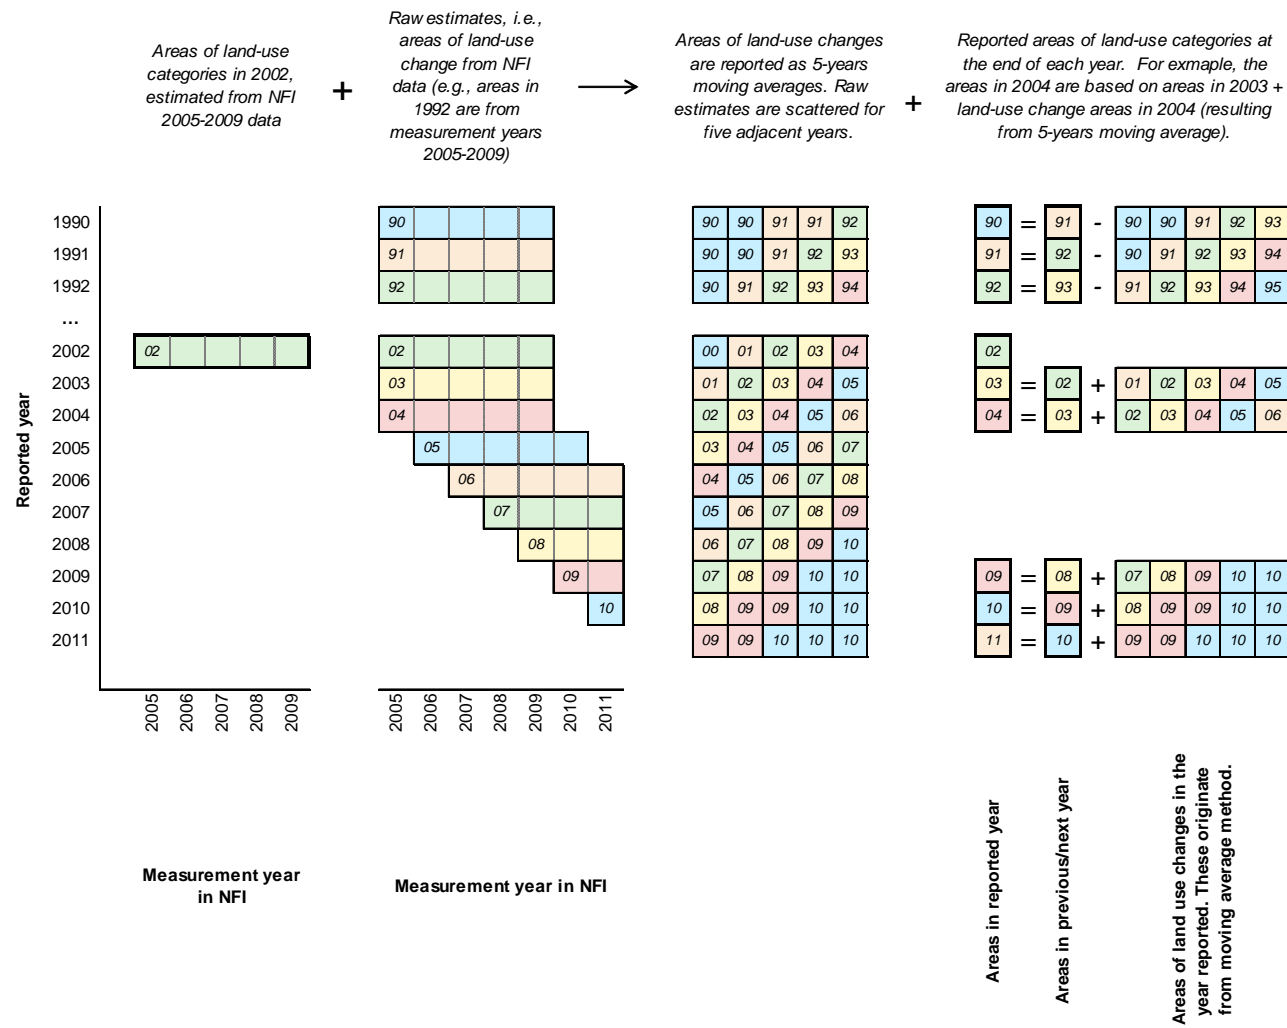 Areas of land-use
categories in 2002,
estimated from NFI
2005-2009 data
+
Raw estimates, i.e.,
areas of land-use
change from NFI
data (e.g., areas in
1992 are from
measurement years
2005-2009)
Areas of land-use changes
are reported as 5-years
moving averages. Raw
estimates are scattered for
five adjacent years.
+
Reported areas of land-use categories at
the end of each year. For exmaple, the
areas in 2004 are based on areas in 2003 +
land-use change areas in 2004 (resulting
from 5-years moving average).
Reported year
1990 90 90 90 91 91 92 90 = 91 - 90 90 91 92 93
1991 91 90 90 91 92 93 91 = 92 - 90 91 92 93 94
1992 92 90 91 92 93 94 92 = 93 - 91 92 93 94 95
...
2002 02 02 00 01 02 03 04 02
2003 03 01 02 03 04 05 03 = 02 + 01 02 03 04 05
2004 04 02 03 04 05 06 04 = 03 + 02 03 04 05 06
2005 05 03 04 05 06 07
2006 06 04 05 06 07 08
2007 07 05 06 07 08 09
2008 08 06 07 08 09 10
2009 09 07 08 09 10 10 09 = 08 + 07 08 09 10 10
2010 10 08 09 09 10 10 10 = 09 + 08 09 09 10 10
2011 09 09 10 10 10 11 = 10 + 09 09 10 10 10
2005 2006 2007 2008 2009
2005 2006 2007 2008 2009 2010 2011
Measurement year
in NFI
Measurement year in NFI
Areas in reported year
Areas in previous/next year
Areas of land use changes in the
year reported. These originate
from moving average method.